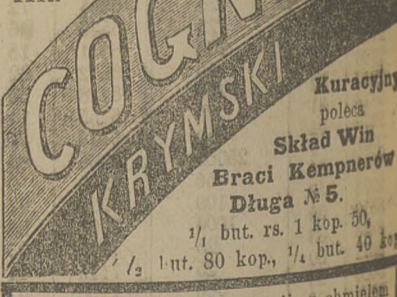 COGN
KRYMSKI
Kuracyjny
poleca
Skład Win
Braci Kempnerów
Długa № 5.
1/1 but. rs. 1 kop. 50,
1/2 but. 80 kop., 1/4 but. 40 kop
chmielem